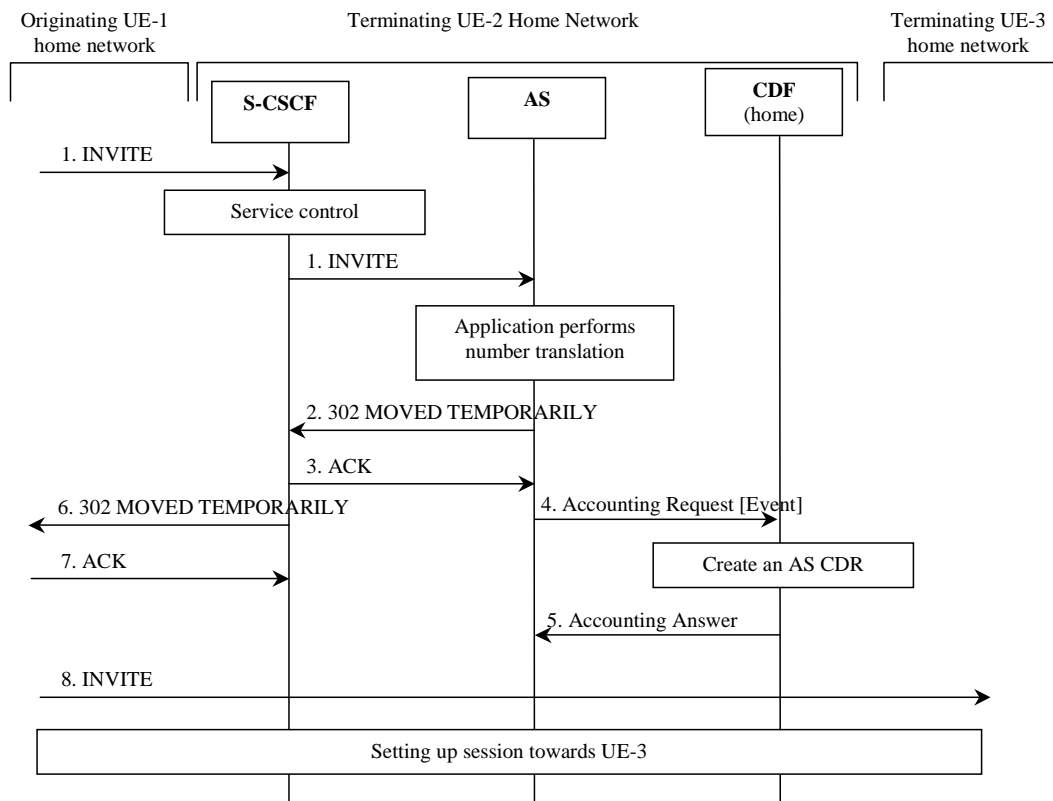 Originating UE-1
home network
Terminating UE-2 Home Network
Terminating UE-3
home network
S-CSCF
AS
CDF
(home)
1. INVITE
Service control
1. INVITE
Application performs
number translation
2. 302 MOVED TEMPORARILY
3. ACK
6. 302 MOVED TEMPORARILY
4. Accounting Request [Event]
7. ACK
Create an AS CDR
5. Accounting Answer
8. INVITE
Setting up session towards UE-3